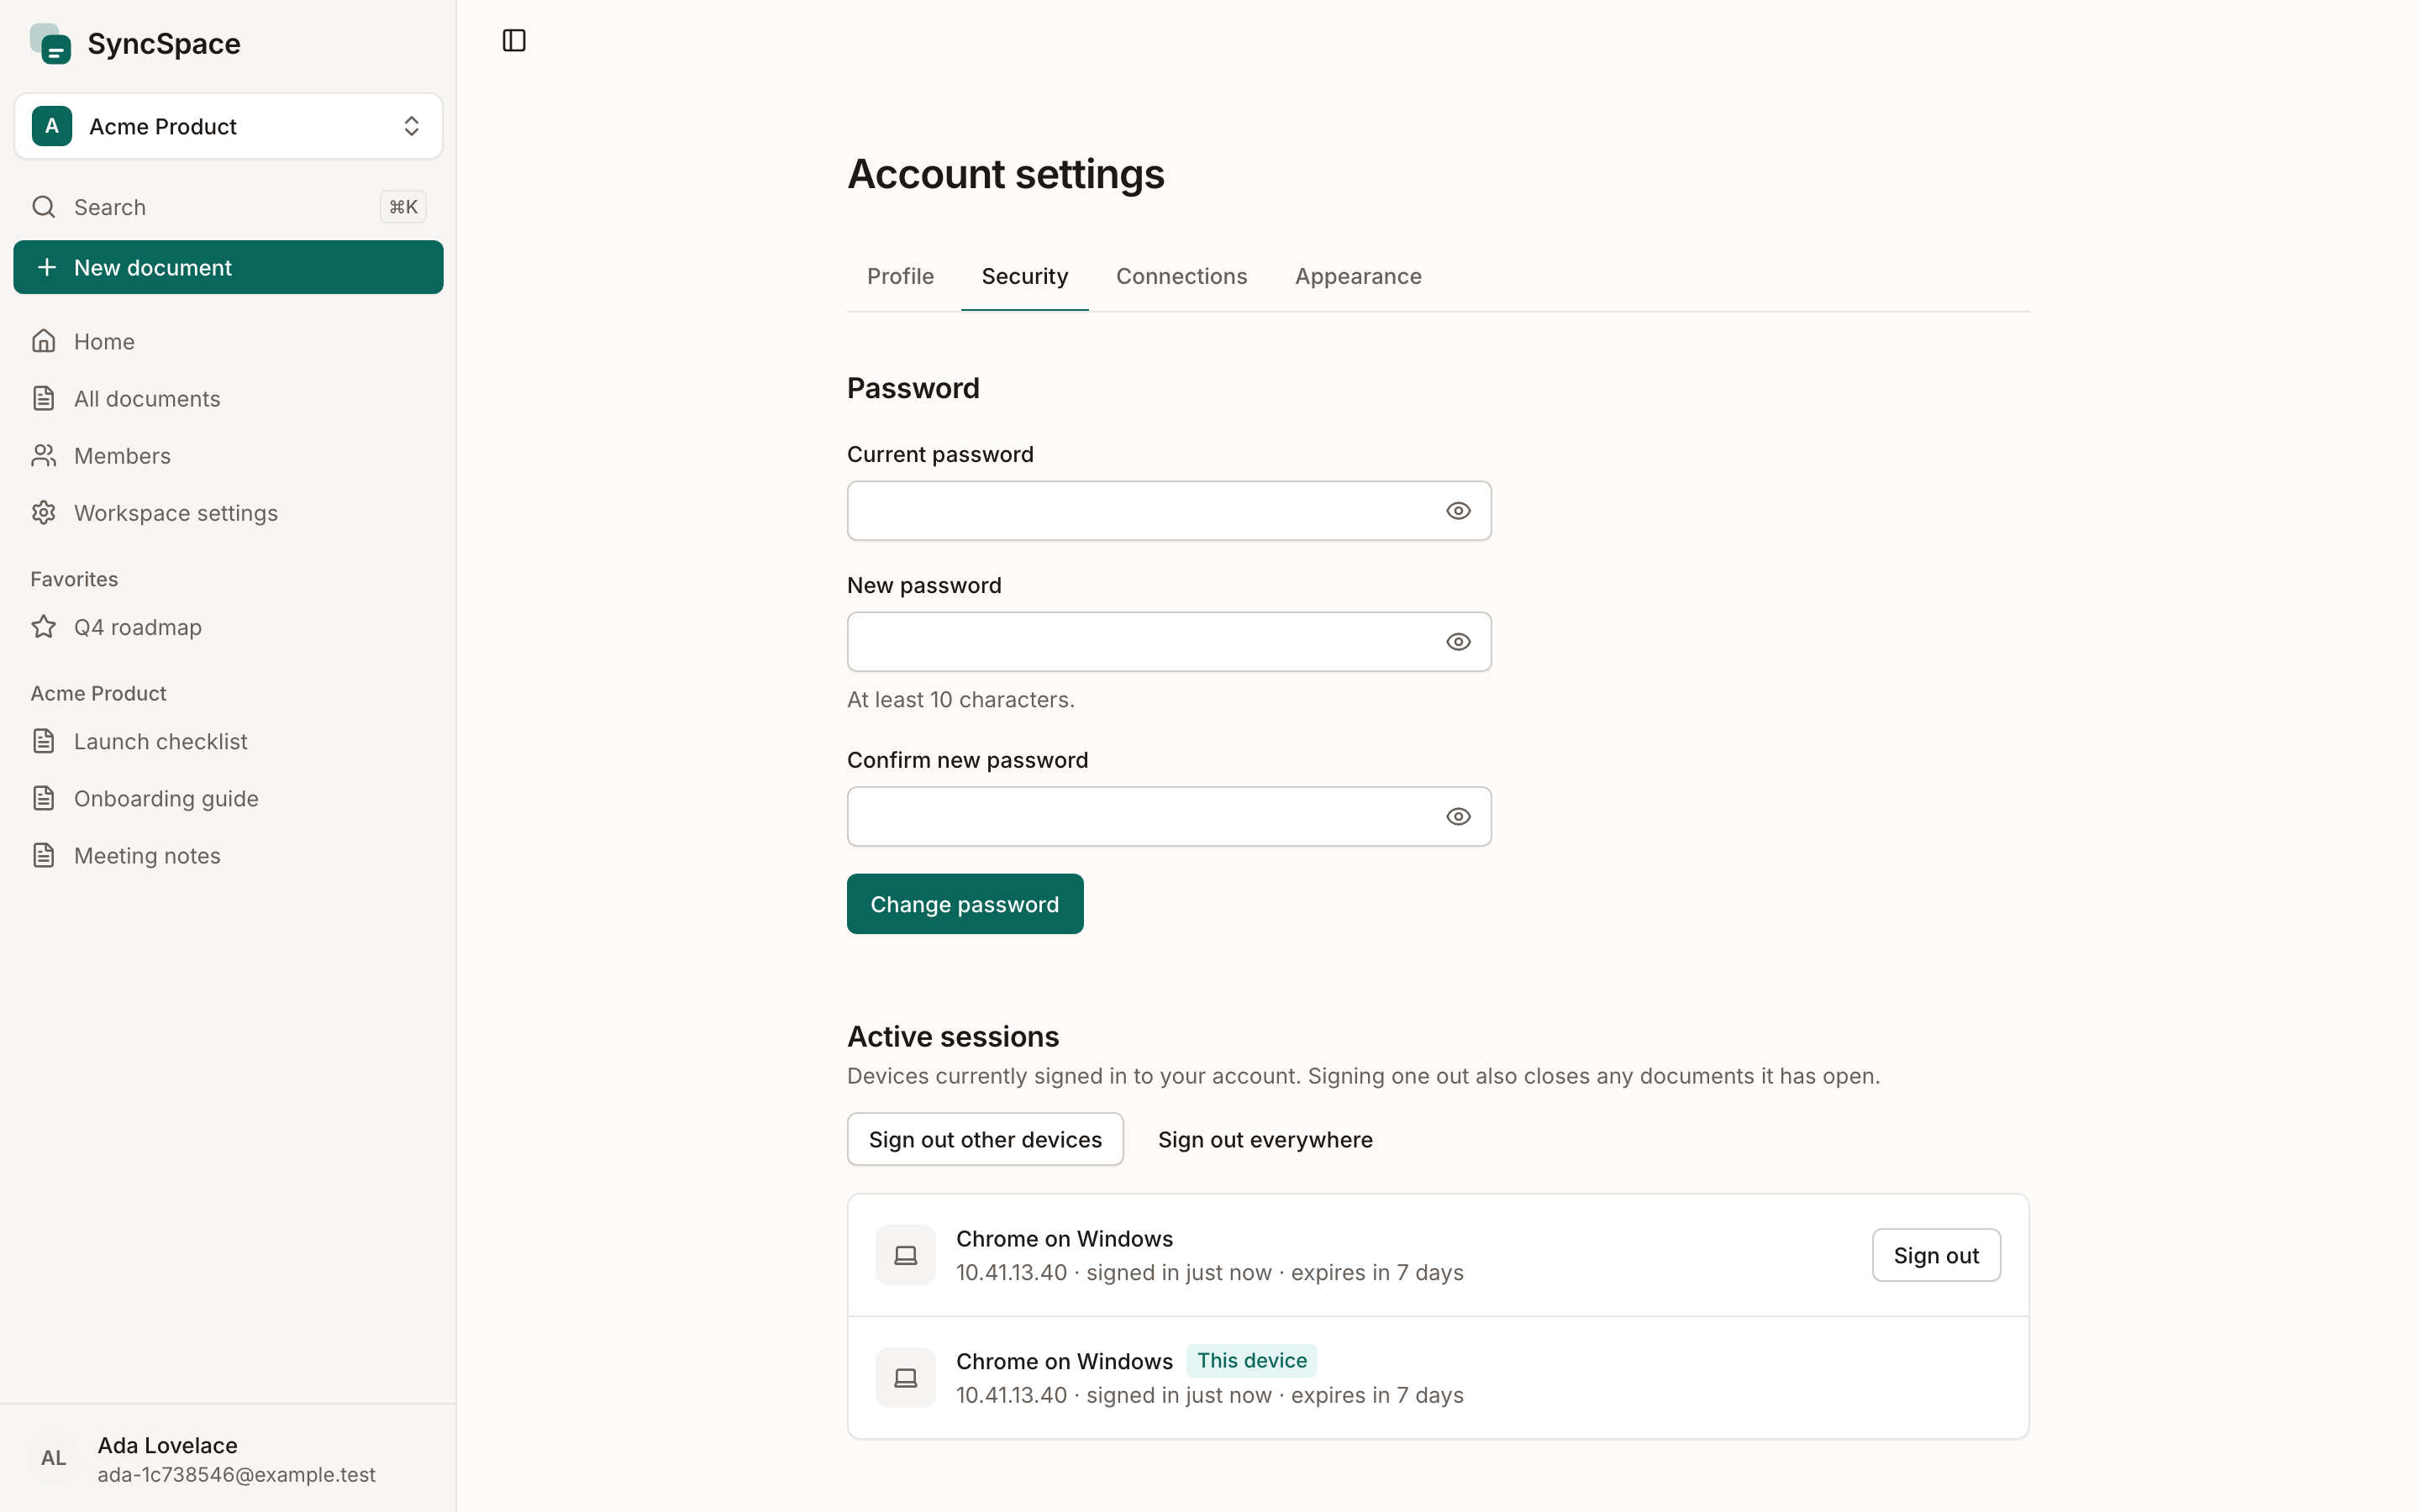 SyncSpace
A
Acme Product
Search
⌘K
New document
Home
All documents
Members
Workspace settings
Favorites
Q4 roadmap
Acme Product
Launch checklist
Onboarding guide
Meeting notes
AL
Ada Lovelace
ada-1c738546@example.test
Account settings
Profile
Security
Connections
Appearance
Password
Current password
New password
At least 10 characters.
Confirm new password
Change password
Active sessions
Devices currently signed in to your account. Signing one out also closes any documents it has open.
Sign out other devices
Sign out everywhere
Chrome on Windows
10.41.13.40 · signed in just now · expires in 7 days
Sign out
Chrome on Windows
This device
10.41.13.40 · signed in just now · expires in 7 days